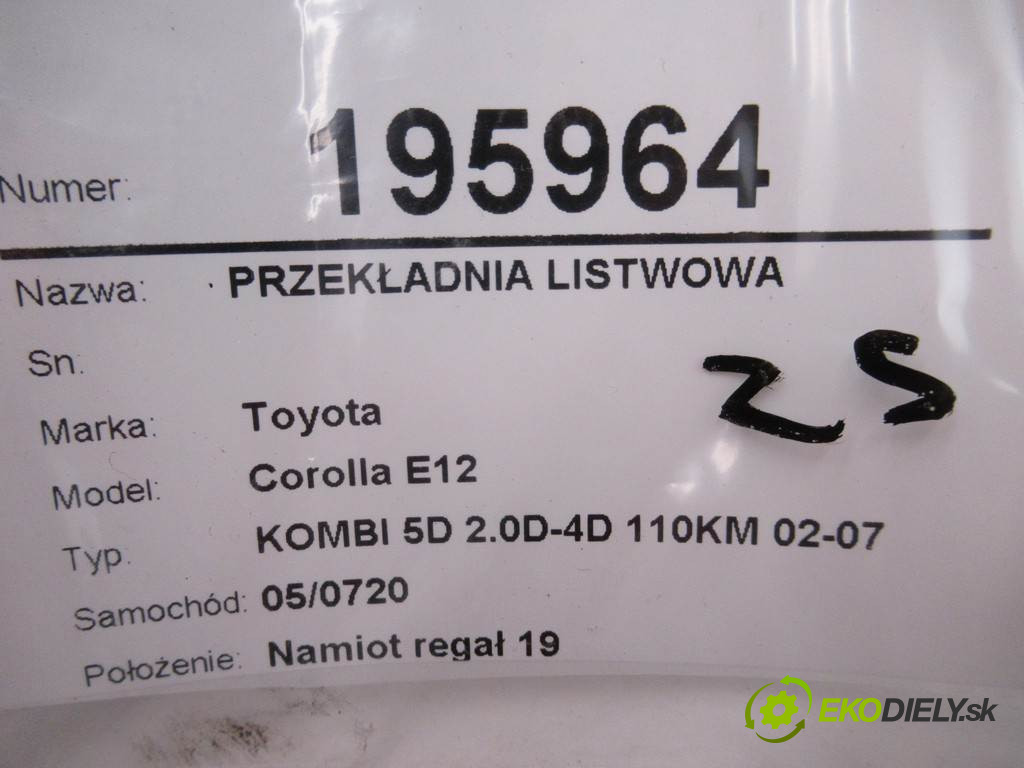 Numer: 195964
Nazwa: PRZEKŁADNIA LISTWOWA
Sn:
Marka: Toyota
Model: Corolla E12
Typ: KOMBI 5D 2.0D-4D 110KM 02-07
Samochód: 05/0720
Położenie: Namiot regał 19
ZS
EKODIELY.sk